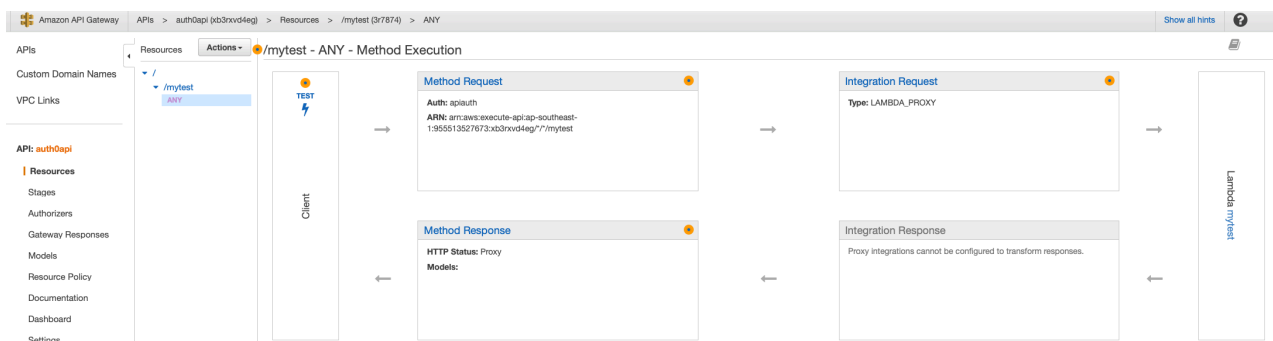 Amazon API Gateway
APIs > auth0api (xb3rxvd4eg) > Resources > /mytest (3r7874) > ANY
Show all hints
?
APIs
Custom Domain Names
VPC Links
API: auth0api
Resources
Stages
Authorizers
Gateway Responses
Models
Resource Policy
Documentation
Dashboard
Settings
Resources
Actions
/
/mytest
ANY
/mytest - ANY - Method Execution
TEST
Client
Method Request
Auth: apiauth
ARN: arn:aws:execute-api:ap-southeast-
1:955513527673:xb3rxvd4eg/*/*/mytest
Integration Request
Type: LAMBDA_PROXY
Lambda mytest
Method Response
HTTP Status: Proxy
Models:
Integration Response
Proxy integrations cannot be configured to transform responses.